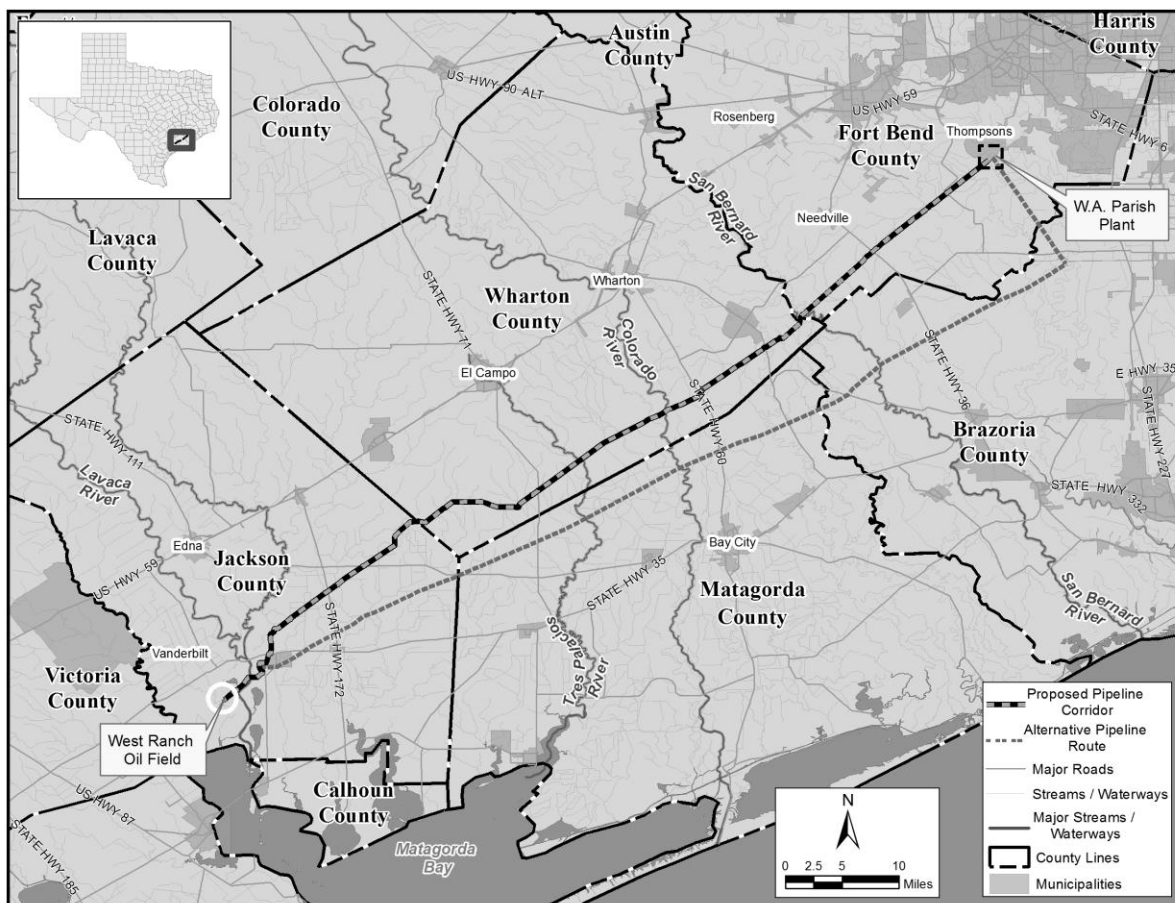 Austin
County
Harris
County
US HWY 90 ALT
Colorado
County
US HWY 59
STATE HWY 6
Rosenberg
Thompsons
Fort Bend
County
San Bernard
River
Needville
W.A. Parish
Plant
Lavaca
County
STATE HWY 71
Wharton
Wharton
County
Colorado
River
El Campo
STATE HWY 36
E HWY 35
STATE HWY 60
STATE HWY 111
Brazoria
County
STATE HWY 227
STATE HWY 332
Lavaca
River
Edna
Jackson
County
US HWY 59
Bay City
STATE HWY 35
Matagorda
County
San Bernard
River
STATE HWY 172
Tres Palacios
River
Vanderbilt
Victoria
County
West Ranch
Oil Field
Calhoun
County
US HWY 87
STATE HWY 185
Matagorda
Bay
N
0 2.5 5 10
Miles
Proposed Pipeline
Corridor
Alternative Pipeline
Route
Major Roads
Streams / Waterways
Major Streams /
Waterways
County Lines
Municipalities